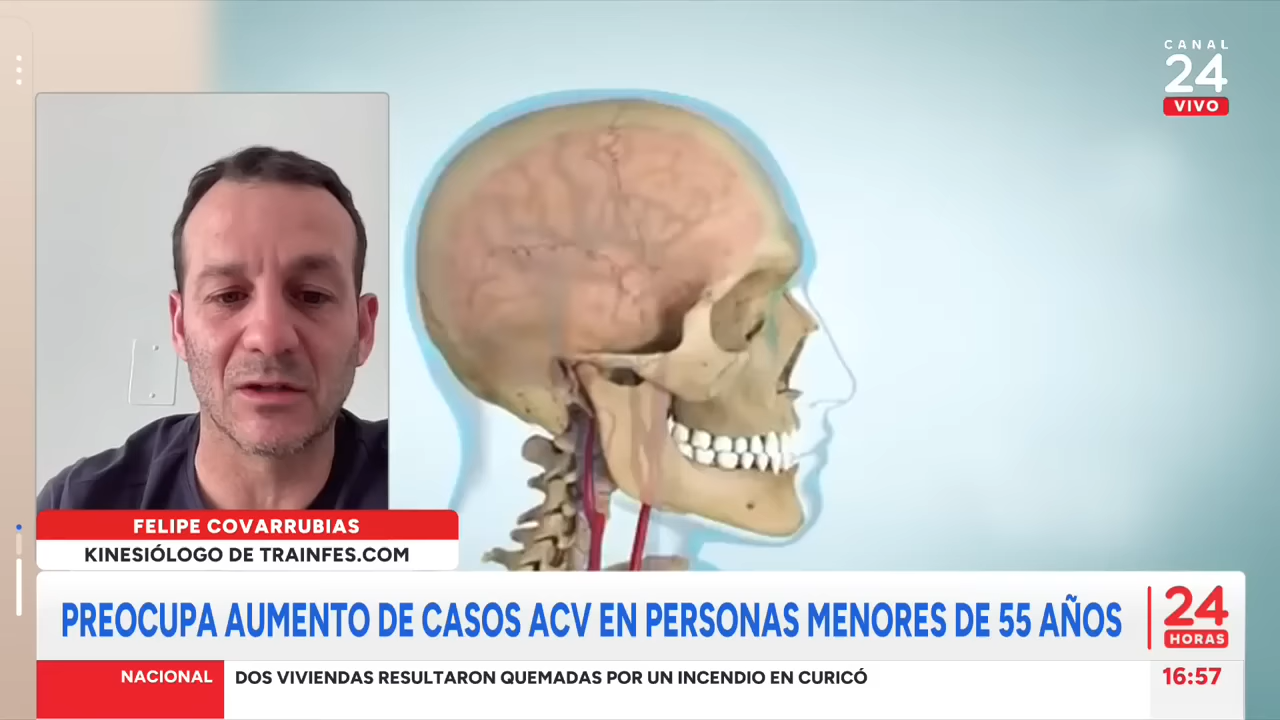 CANAL
24
VIVO
FELIPE COVARRUBIAS
KINESIÓLOGO DE TRAINFES.COM
PREOCUPA AUMENTO DE CASOS ACV EN PERSONAS MENORES DE 55 AÑOS
24
HORAS
NACIONAL
DOS VIVIENDAS RESULTARON QUEMADAS POR UN INCENDIO EN CURICÓ
16:57